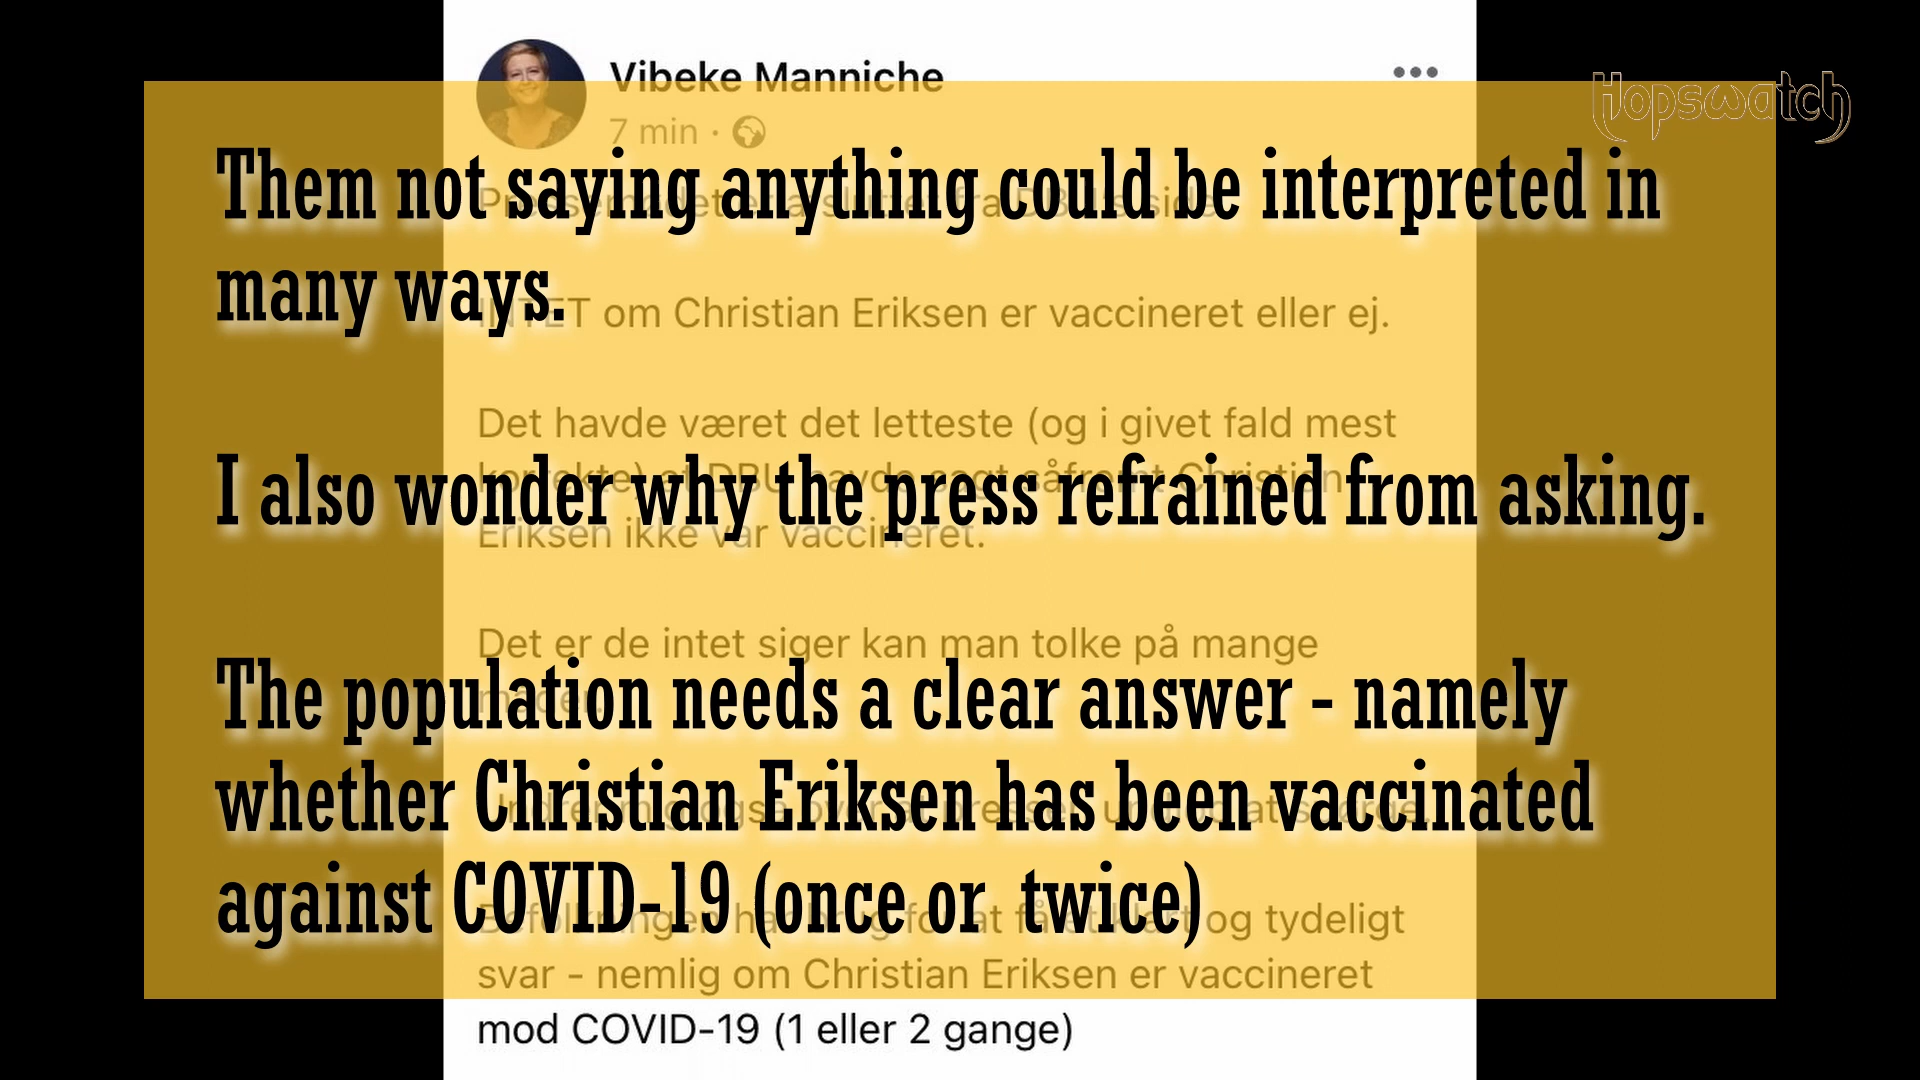 Vibeke Manniche
7 min
Hopswatch
Them not saying anything could be interpreted in
many ways.
om Christian Eriksen er vaccineret eller ej.
Det havde været det letteste (og i givet fald mest
I also wonder why the press refrained from asking.
Eriksen ikke var vaccineret.
Det er de intet siger kan man tolke på mange
The population needs a clear answer - namely
whether Christian Eriksen has been vaccinated
against COVID-19 (once or twice)
og tydeligt
svar - nemlig om Christian Eriksen er vaccineret
mod COVID-19 (1 eller 2 gange)